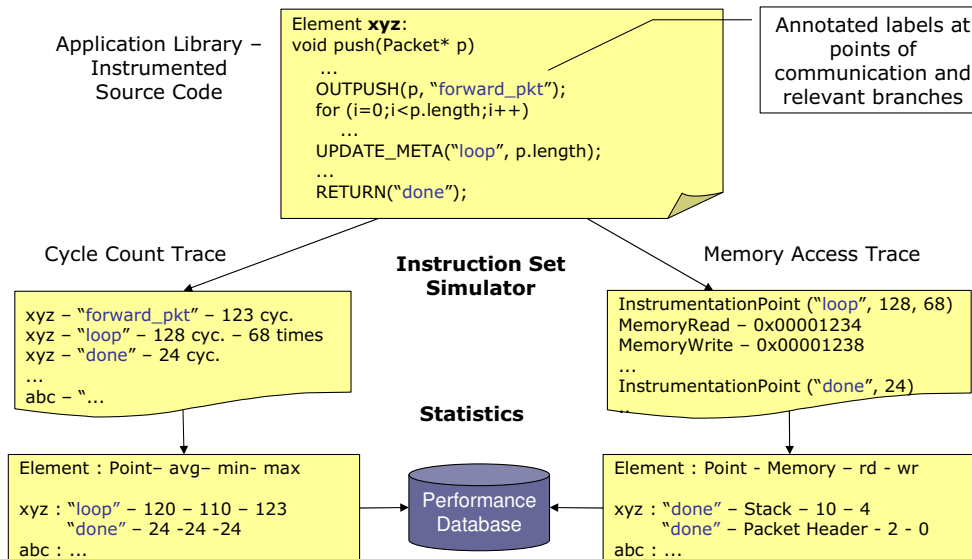 Application Library –
Instrumented
Source Code
Element xyz:
void push(Packet* p)
...
OUTPUSH(p, “forward_pkt”);
for (i=0;i<p.length;i++)
...
UPDATE_META(“loop”, p.length);
...
RETURN(“done”);
Annotated labels at
points of
communication and
relevant branches
Cycle Count Trace
Instruction Set
Simulator
Memory Access Trace
xyz – “forward_pkt” – 123 cyc.
xyz – “loop” – 128 cyc. – 68 times
xyz – “done” – 24 cyc.
...
abc – “...
InstrumentationPoint (“loop”, 128, 68)
MemoryRead – 0x00001234
MemoryWrite – 0x00001238
...
InstrumentationPoint (“done”, 24)
..
Statistics
Element : Point– avg– min- max
xyz : “loop” – 120 – 110 – 123
“done” – 24 -24 -24
abc : ...
Performance
Database
Element : Point - Memory – rd - wr
xyz : “done” – Stack – 10 – 4
“done” – Packet Header - 2 - 0
abc : ...